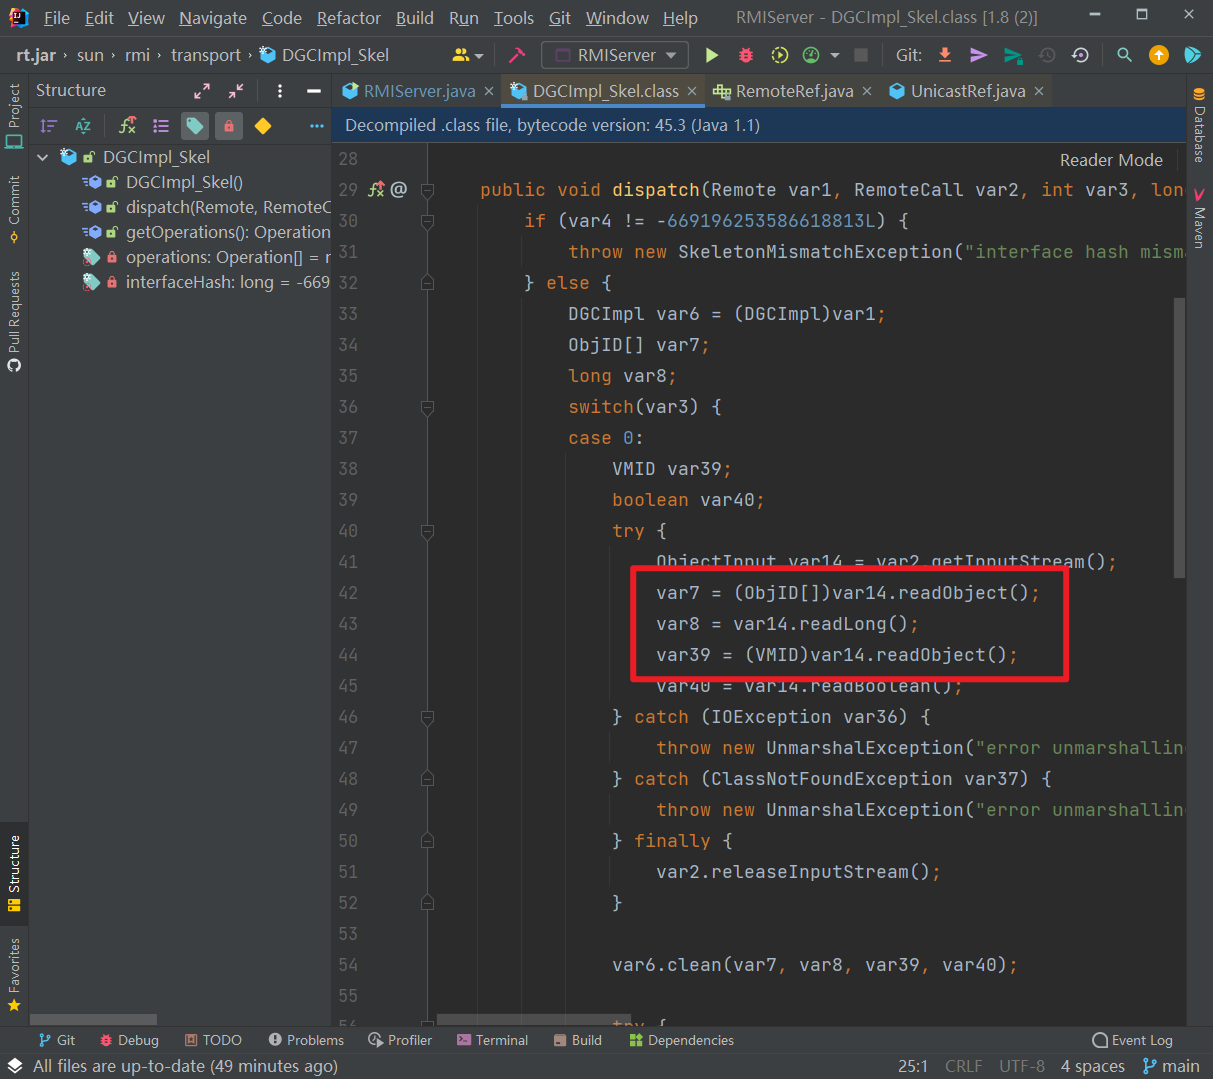 File Edit View Navigate Code Refactor Build Run Tools Git Window Help RMIServer - DGCImpl_Skel.class [1.8 (2)]
rt.jar › sun › rmi › transport › DGCImpl_Skel RMIServer Git:
Structure
RMIServer.java × DGCImpl_Skel.class × RemoteRef.java × UnicastRef.java ×
Decompiled .class file, bytecode version: 45.3 (Java 1.1)
Reader Mode
DGCImpl_Skel
DGCImpl_Skel()
dispatch(Remote, RemoteC
getOperations(): Operation
operations: Operation[] = n
interfaceHash: long = -669
28
29 public void dispatch(Remote var1, RemoteCall var2, int var3, lon
30 if (var4 != -669196253586618813L) {
31 throw new SkeletonMismatchException("interface hash mism
32 } else {
33 DGCImpl var6 = (DGCImpl)var1;
34 ObjID[] var7;
35 long var8;
36 switch(var3) {
37 case 0:
38 VMID var39;
39 boolean var40;
40 try {
41 ObjectInput var14 = var2.getInputStream();
42 var7 = (ObjID[])var14.readObject();
43 var8 = var14.readLong();
44 var39 = (VMID)var14.readObject();
45 var40 = var14.readBoolean();
46 } catch (IOException var36) {
47 throw new UnmarshalException("error unmarshallin
48 } catch (ClassNotFoundException var37) {
49 throw new UnmarshalException("error unmarshallin
50 } finally {
51 var2.releaseInputStream();
52 }
53
54 var6.clean(var7, var8, var39, var40);
55
56 try {
Project
Commit
Pull Requests
Structure
Favorites
Database
Maven
Git Debug TODO Problems Profiler Terminal Build Dependencies Event Log
All files are up-to-date (49 minutes ago) 25:1 CRLF UTF-8 4 spaces main